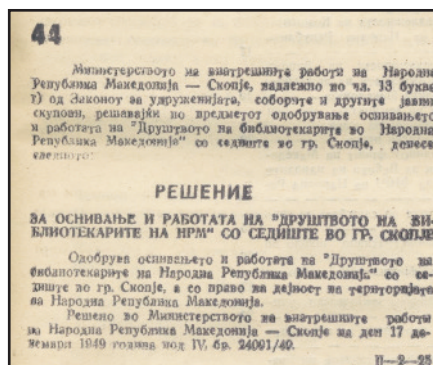 44
Министерството на внатрешните работи на Народна
Република Македонија — Скопје, надлежно по чл. 13 буква
г) од Законот за удруженијата, соборите и другите јавни
скупови, решавајќи по предметот одобрување оснивањето
и работата на "Друштвото на библиотекарите во Народна
Република Македонија" со седиште во гр. Скопје, донесе
следното:
РЕШЕНИЕ
ЗА ОСНИВАЊЕ И РАБОТАТА НА "ДРУШТВОТО НА БИ-
БЛИОТЕКАРИТЕ НА НРМ" СО СЕДИШТЕ ВО ГР. СКОПЈЕ
Одобрува оснивањето и работата на "Друштвото на
библиотекарите на Народна Република Македонија" со се-
диште во гр. Скопје, а со право на дејност на територијата
на Народна Република Македонија.
Решено во Министерството на внатрешните работи
на Народна Република Македонија — Скопје на ден 17 де-
кември 1949 година под IV. бр. 24001/49.
II—2—25